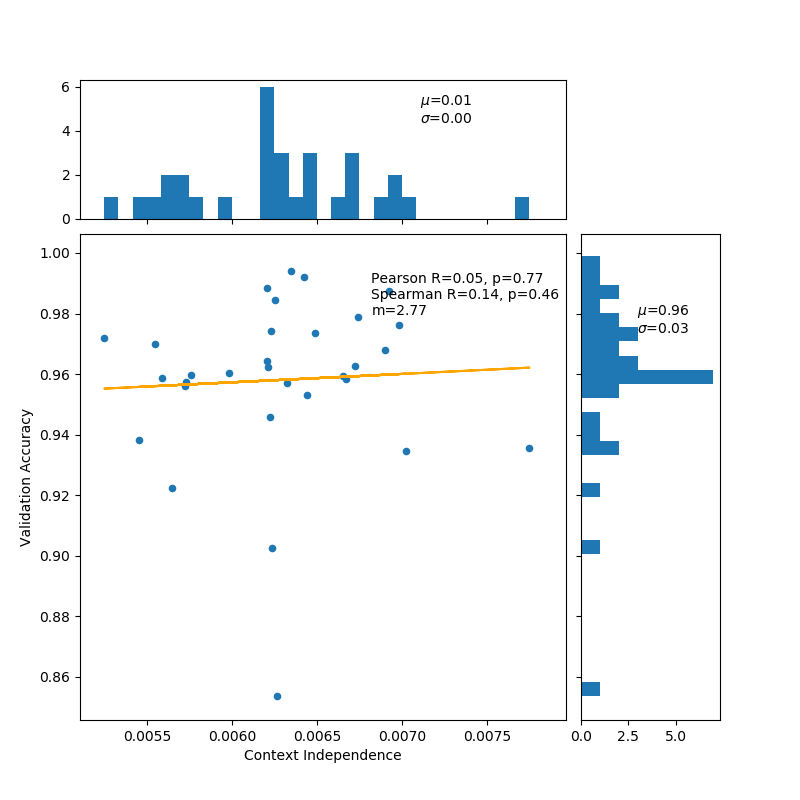 6
4
2
0
μ=0.01
σ=0.00
1.00
0.98
0.96
0.94
0.92
0.90
0.88
0.86
Validation Accuracy
Pearson R=0.05, p=0.77
Spearman R=0.14, p=0.46
m=2.77
μ=0.96
σ=0.03
0.0055 0.0060 0.0065 0.0070 0.0075
Context Independence
0.0 2.5 5.0